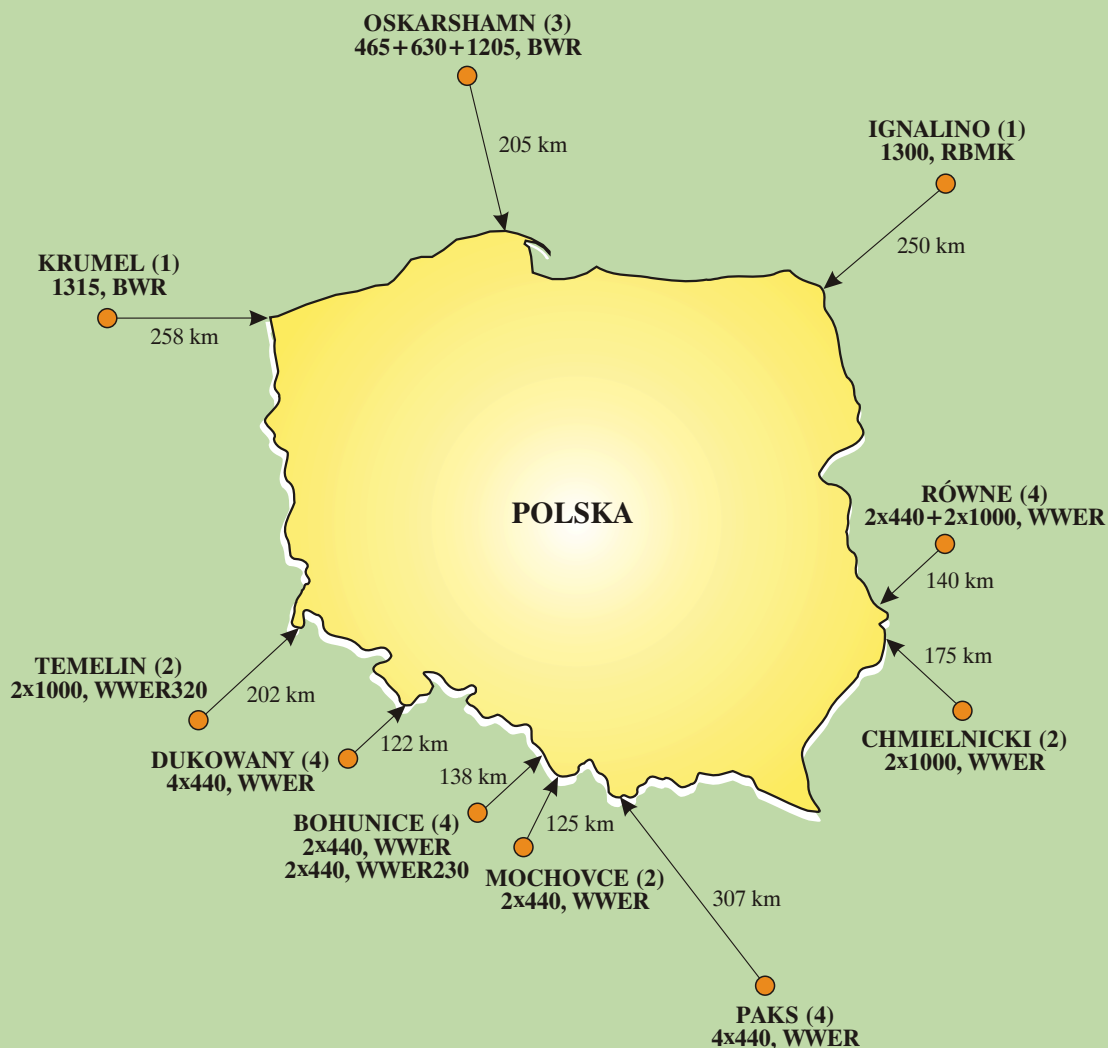 OSKARSHAMN (3)
465+630+1205, BWR
205 km
IGNALINO (1)
1300, RBMK
250 km
KRUMEL (1)
1315, BWR
258 km
POLSKA
RÓWNE (4)
2x440+2x1000, WWER
140 km
175 km
CHMIELNICKI (2)
2x1000, WWER
TEMELIN (2)
2x1000, WWER320
202 km
DUKOWANY (4)
4x440, WWER
122 km
138 km
BOHUNICE (4)
2x440, WWER
2x440, WWER230
125 km
MOCHOVCE (2)
2x440, WWER
307 km
PAKS (4)
4x440, WWER